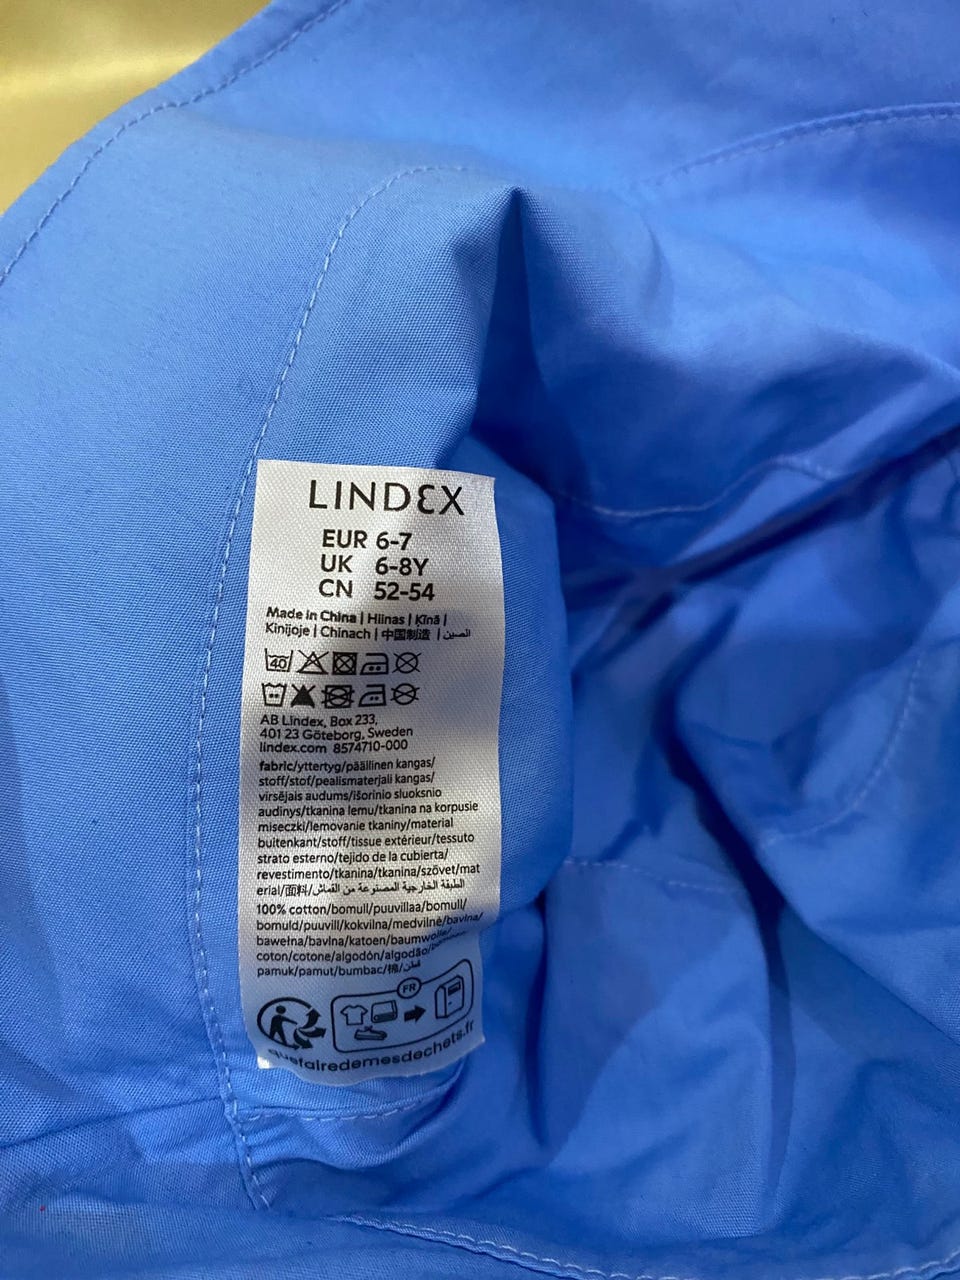 LINDEX
EUR 6-7
UK 6-8Y
CN 52-54
Made in China | Hiinas | Ķīnā |
Kinijoje | Chinach | 中国制造 | الصين
40
AB Lindex, Box 233,
401 23 Göteborg, Sweden
lindex.com 8574710-000
fabric/yttertyg/päällinen kangas/
stoff/stof/pealismaterjali kangas/
virsējais audums/išorinio sluoksnio
audinys/tkanina lemu/tkanina na korpusie
miseczki/lemovanie tkaniny/material
buitenkant/stoff/tissue extérieur/tessuto
strato esterno/tejido de la cubierta/
revestimento/tkanina/tkanina/szövet/mat
erial/面料/الطبقة الخارجية المصنوعة من القماش
100% cotton/bomull/puuvillaa/bomull/
bomuld/puuvill/kokvilna/medvilnė/bavlna/
bawełna/bavlna/katoen/baumwolle/
coton/cotone/algodón/algodão/
pamuk/pamut/bumbac/棉/قطن
FR
quefairedemesdechets.fr